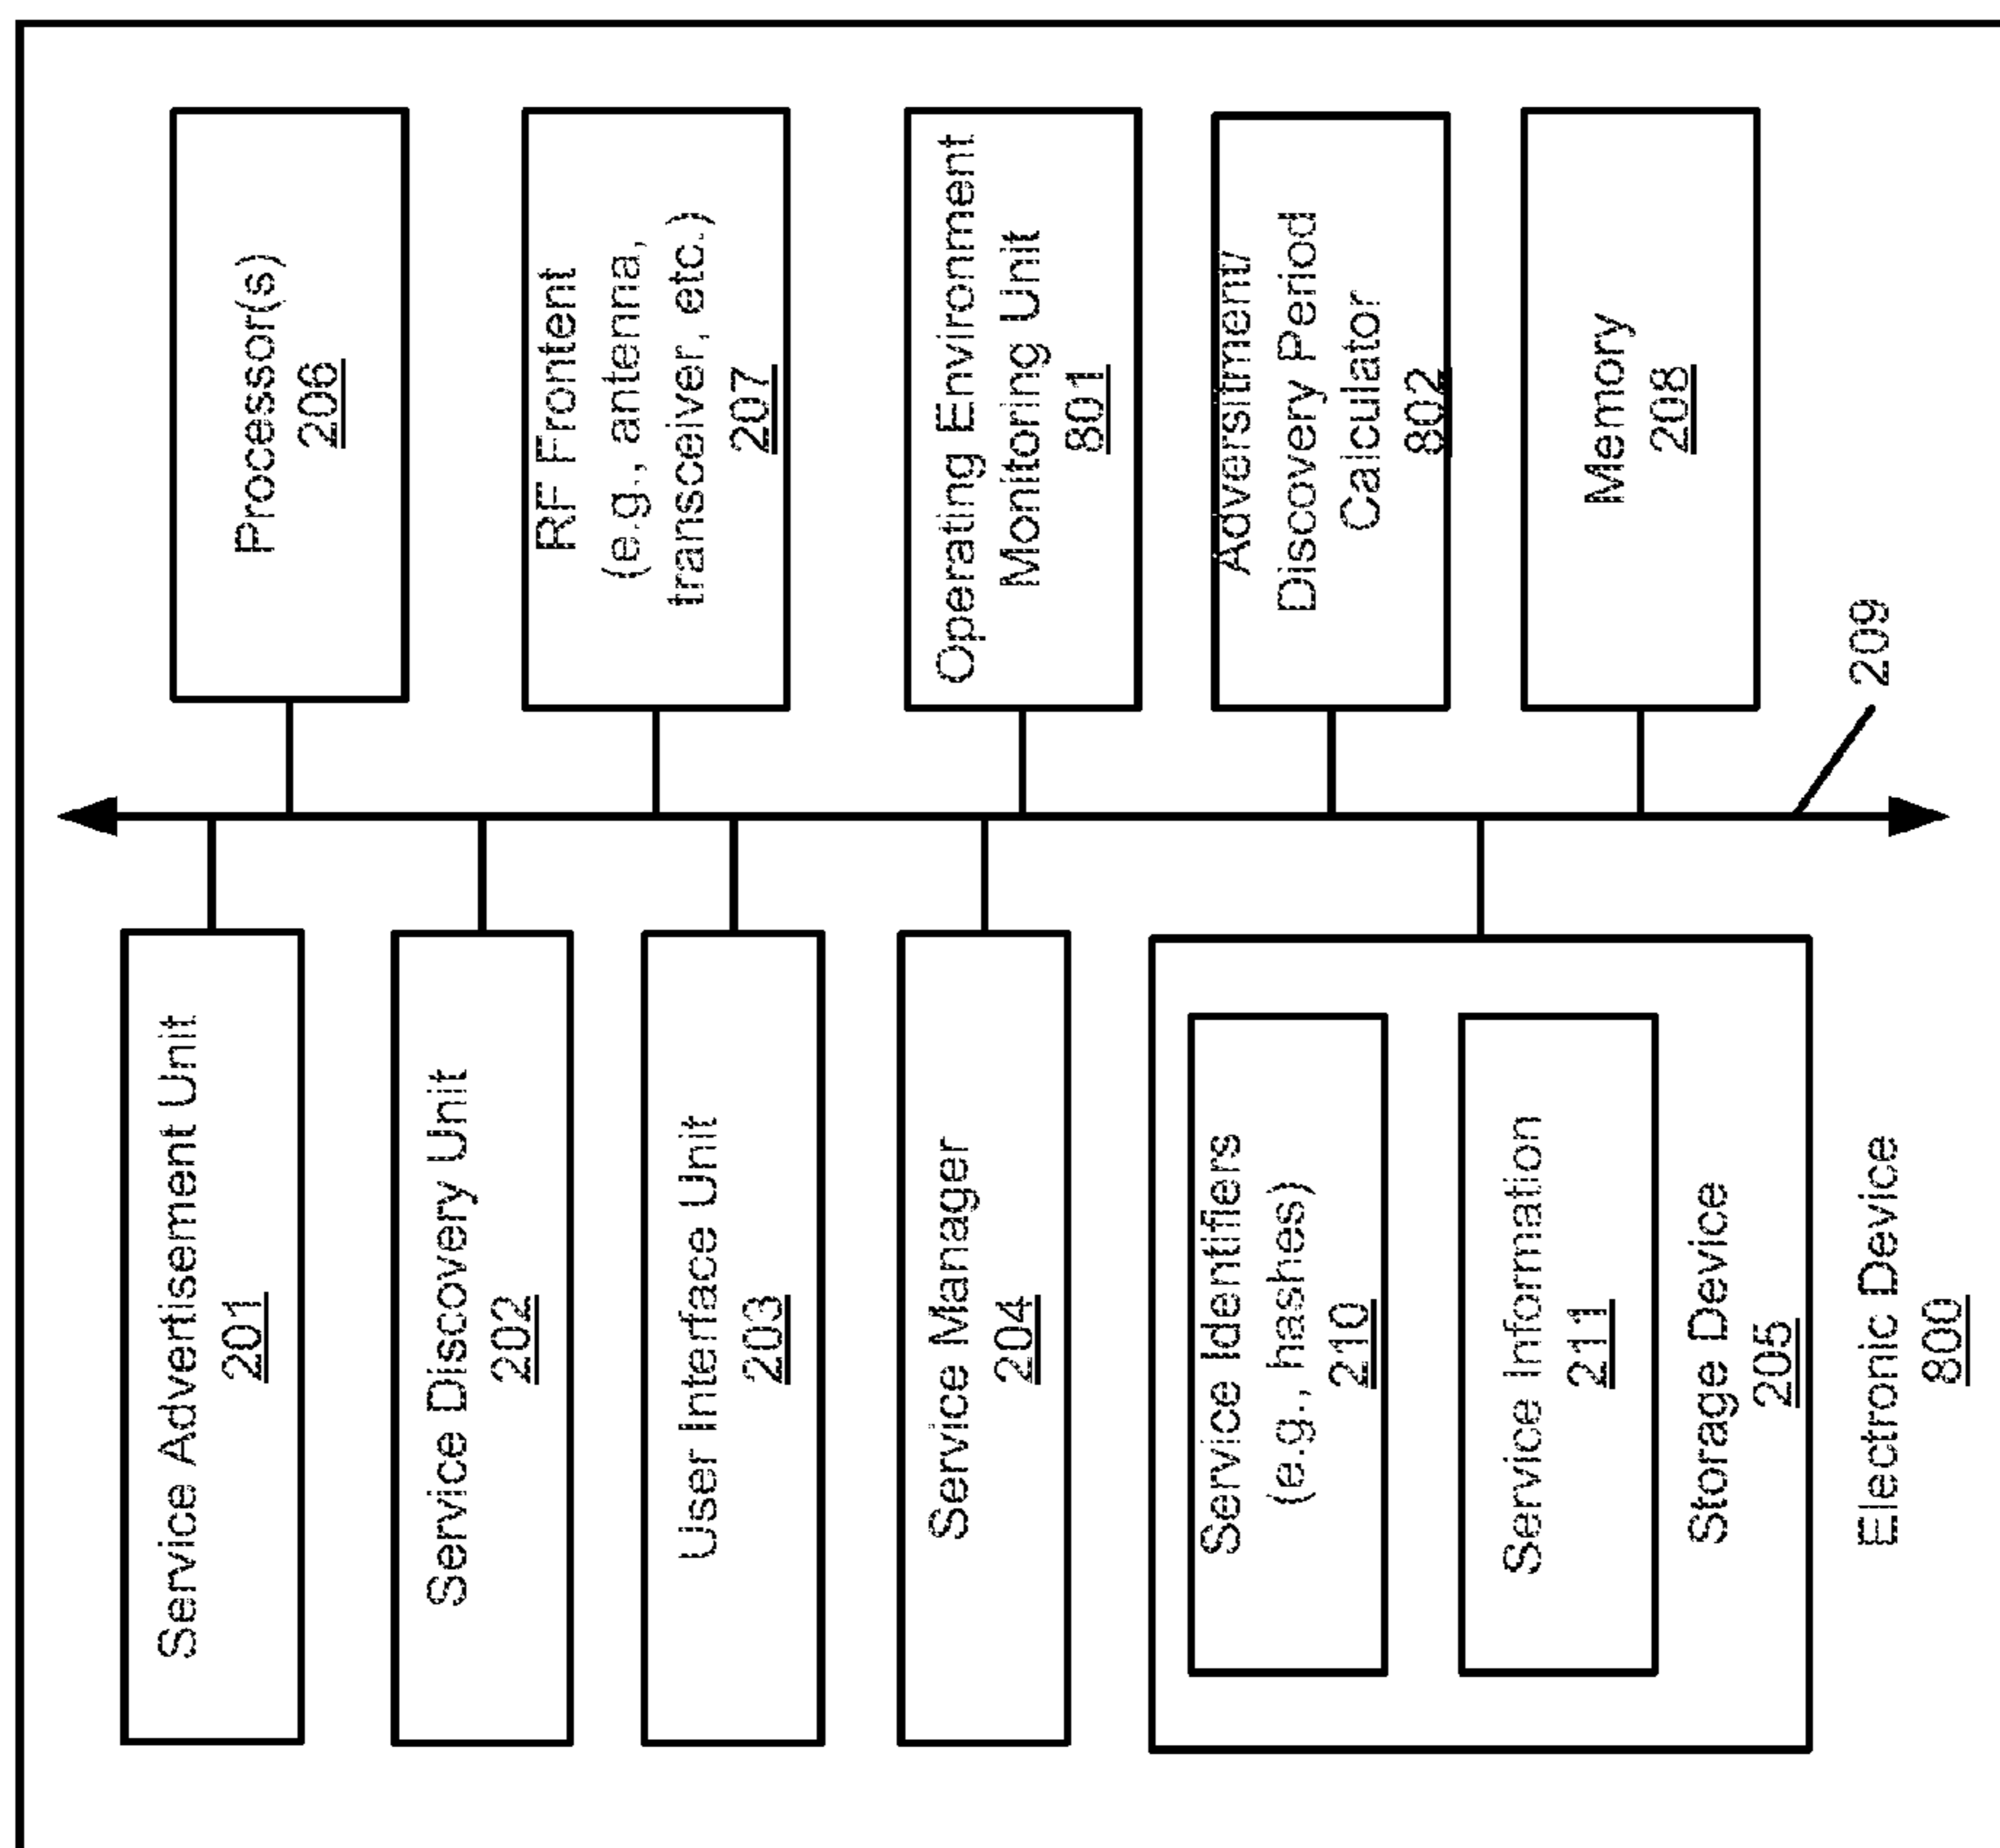 Service Advertisement Unit
201
Service Discovery Unit
202
User Interface Unit
203
Service Manager
204
Service Identifiers
(e.g., hashes)
210
Service Information
211
Storage Device
205
Electronic Device
800
Processor(s)
206
RF Frontent
(e.g., antenna,
transceiver, etc.)
207
Operating Environment
Monitoring Unit
801
Adverstiment/
Discovery Period
Calculator
802
Memory
208
209